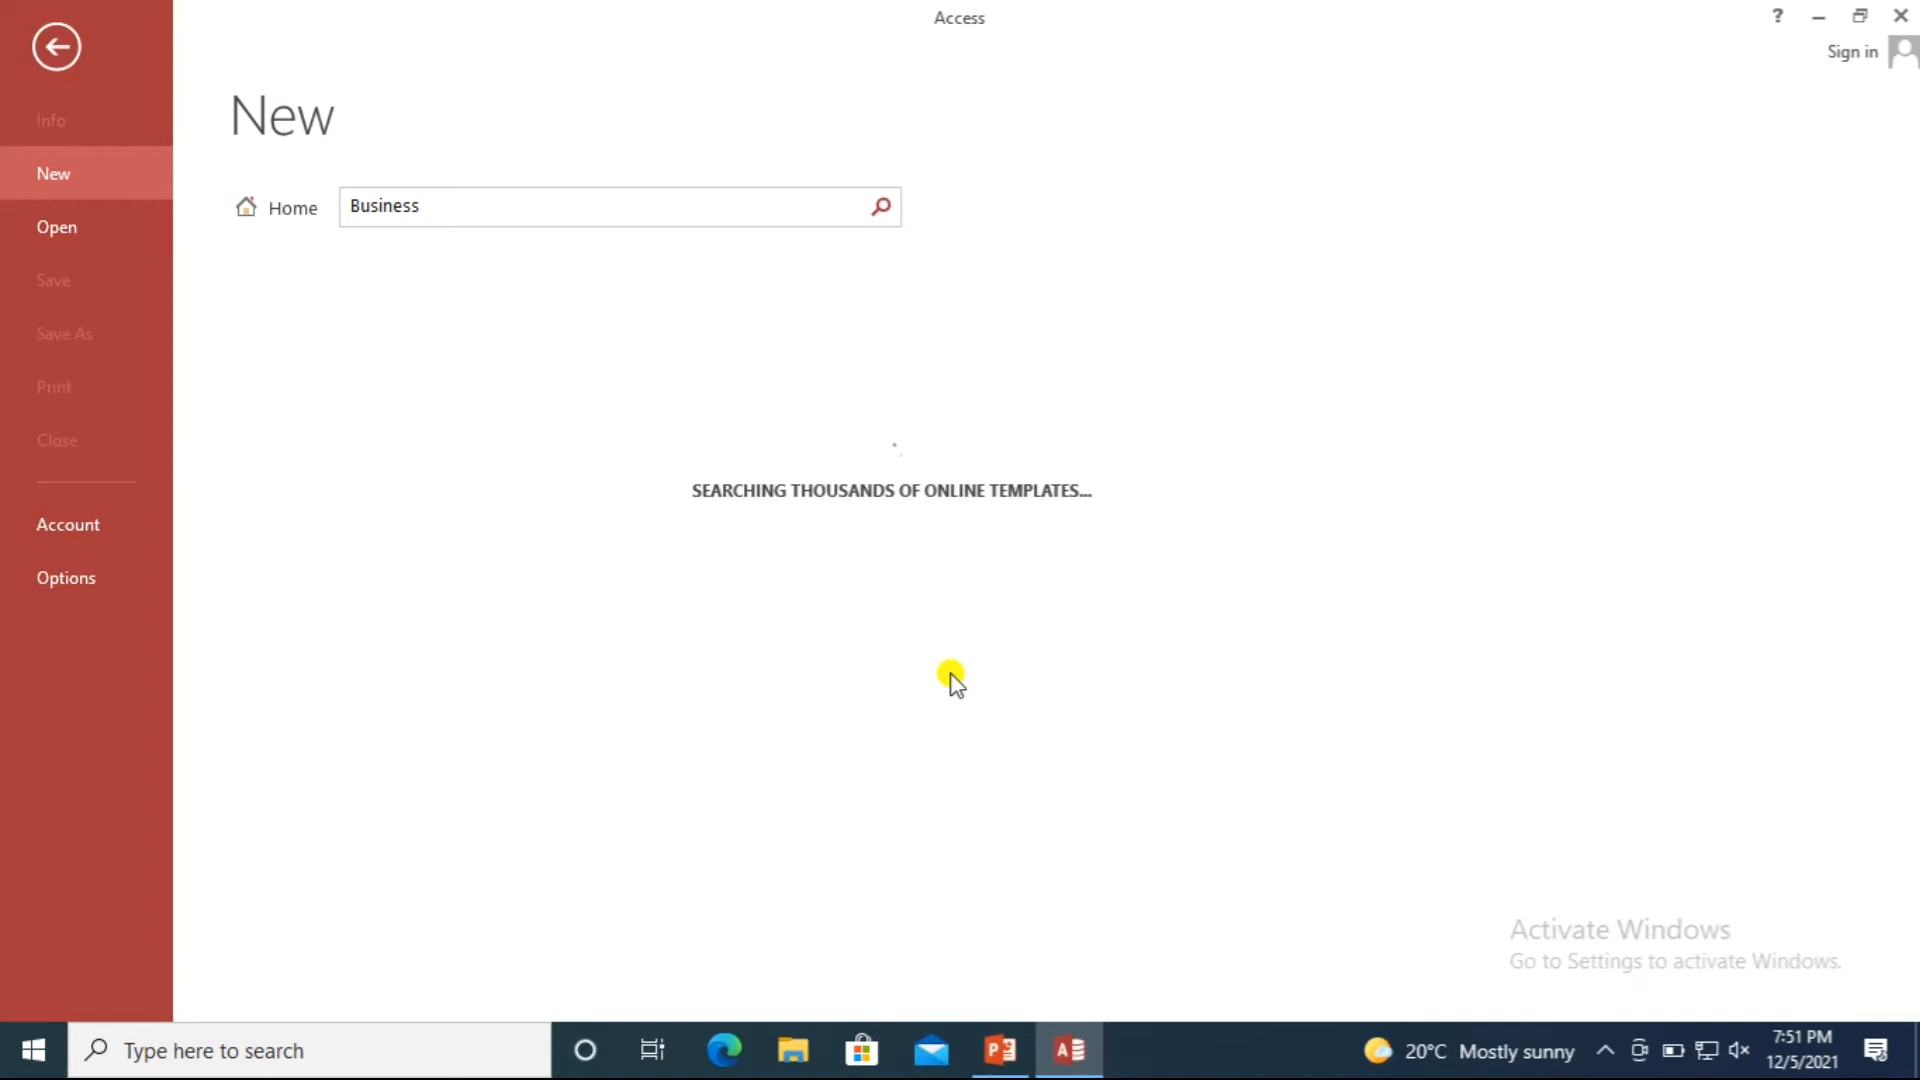 Access
?
Sign in
New
Info
New
Open
Save
Save As
Print
Close
Account
Options
Home
Business
SEARCHING THOUSANDS OF ONLINE TEMPLATES...
Activate Windows
Go to Settings to activate Windows.
Type here to search
20°C Mostly sunny
7:51 PM
12/5/2021